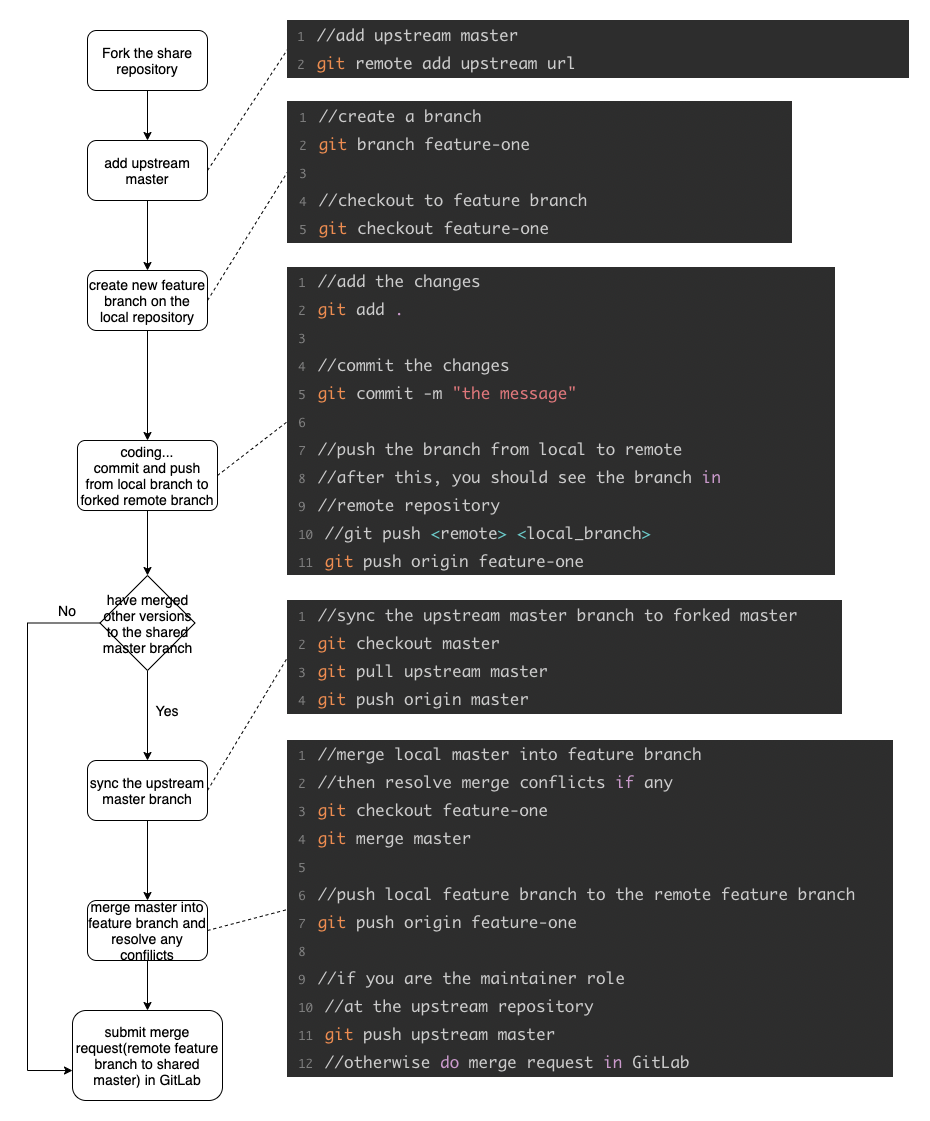 Fork the share
repository
add upstream
master
create new feature
branch on the
local repository
coding...
commit and push
from local branch to
forked remote branch
have merged
other versions
to the shared
master branch
No
Yes
sync the upstream
master branch
merge master into
feature branch and
resolve any
confilicts
submit merge
request(remote feature
branch to shared
master) in GitLab
1 //add upstream master
2 git remote add upstream url
1 //create a branch
2 git branch feature-one
3
4 //checkout to feature branch
5 git checkout feature-one
1 //add the changes
2 git add .
3
4 //commit the changes
5 git commit -m "the message"
6
7 //push the branch from local to remote
8 //after this, you should see the branch in
9 //remote repository
10 //git push <remote> <local_branch>
11 git push origin feature-one
1 //sync the upstream master branch to forked master
2 git checkout master
3 git pull upstream master
4 git push origin master
1 //merge local master into feature branch
2 //then resolve merge conflicts if any
3 git checkout feature-one
4 git merge master
5
6 //push local feature branch to the remote feature branch
7 git push origin feature-one
8
9 //if you are the maintainer role
10 //at the upstream repository
11 git push upstream master
12 //otherwise do merge request in GitLab